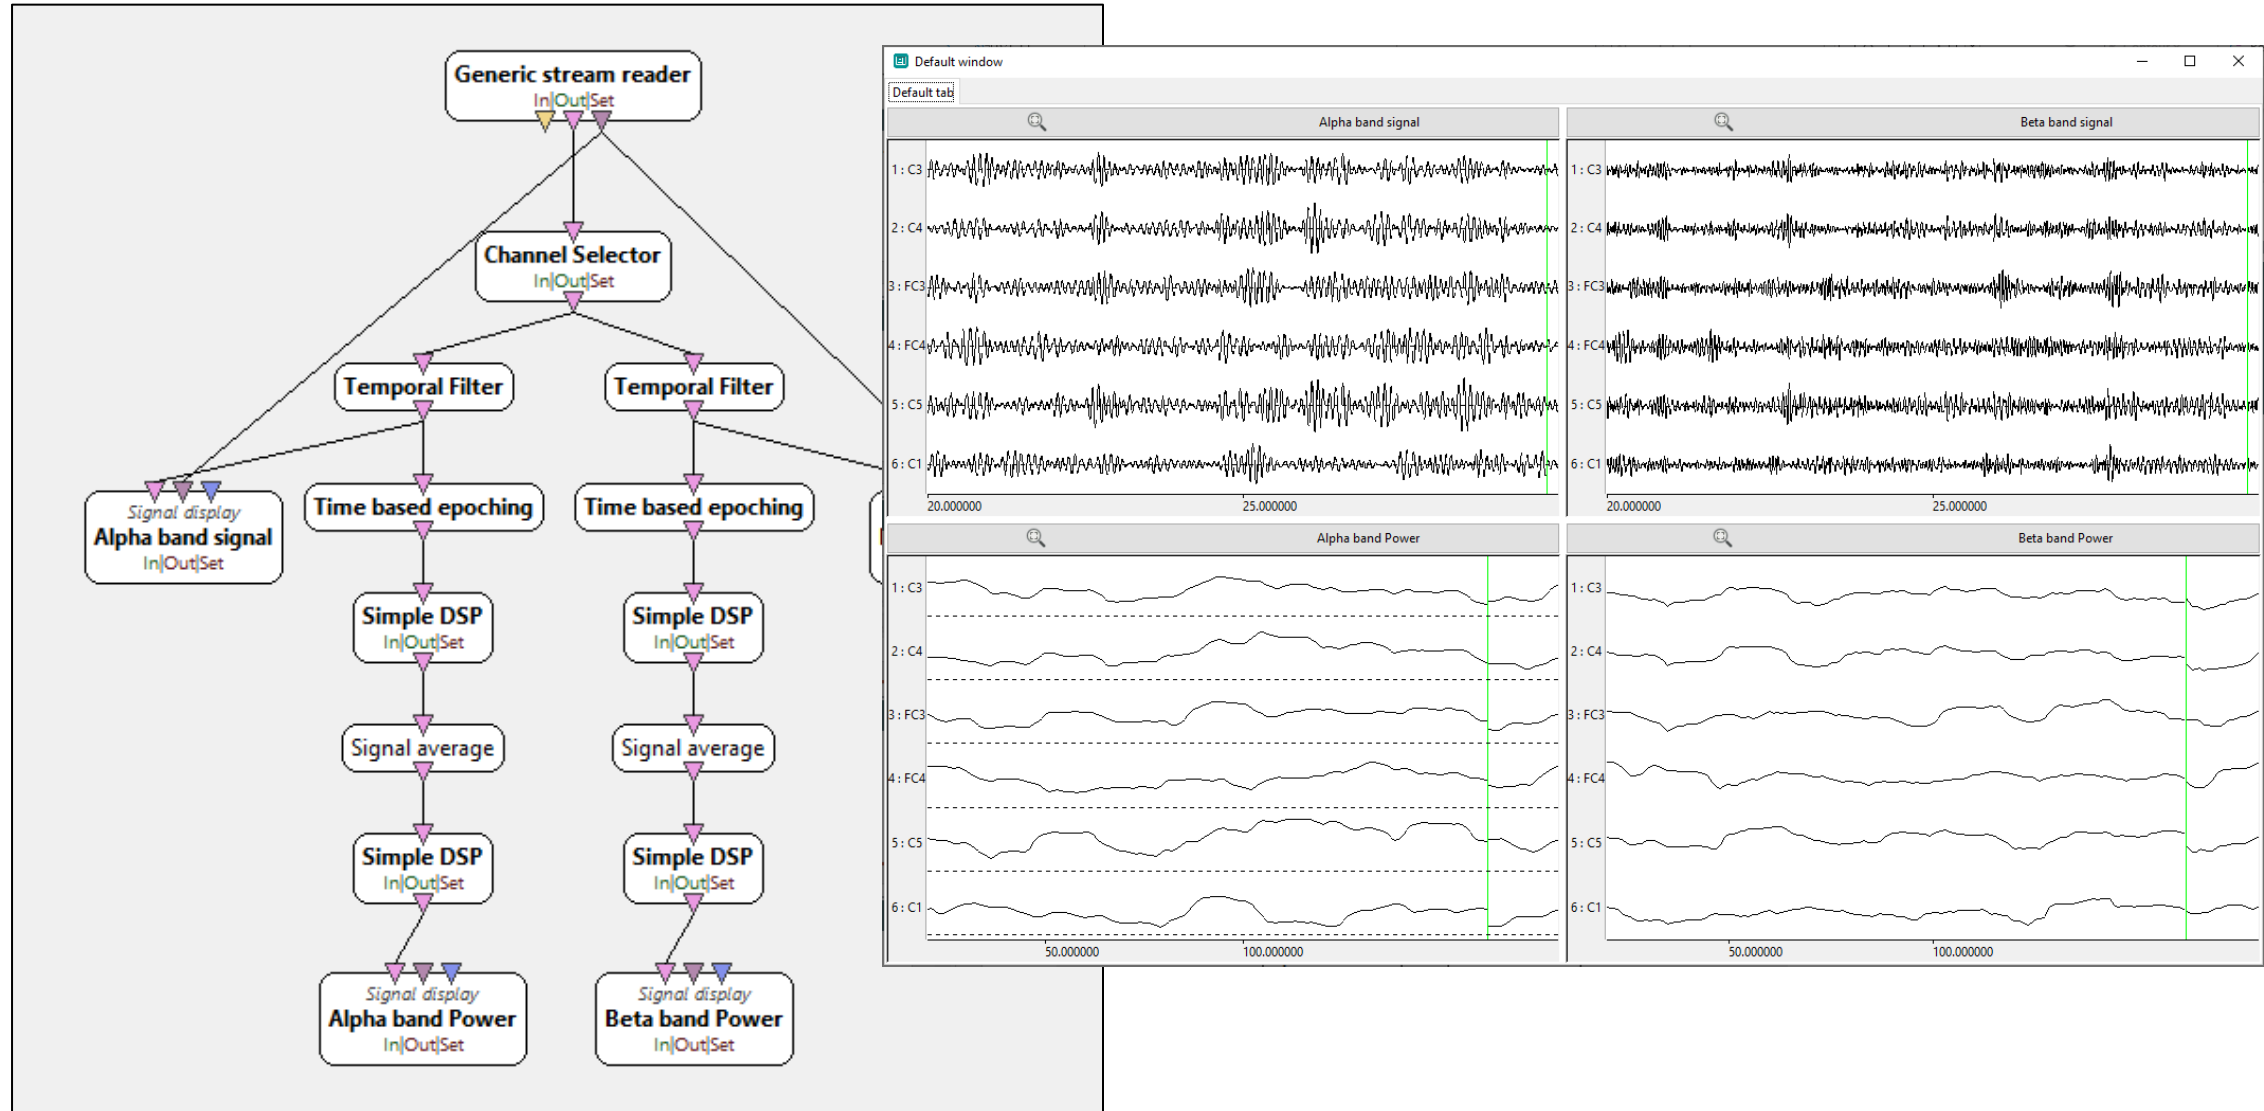 Generic stream reader
In|Out|Set
Channel Selector
In|Out|Set
Temporal Filter
Temporal Filter
Signal display
Alpha band signal
In|Out|Set
Time based epoching
Time based epoching
Simple DSP
In|Out|Set
Simple DSP
In|Out|Set
Signal average
Signal average
Simple DSP
In|Out|Set
Simple DSP
In|Out|Set
Signal display
Alpha band Power
In|Out|Set
Signal display
Beta band Power
In|Out|Set
Default window
Default tab
Alpha band signal
1 : C3
2 : C4
3 : FC3
4 : FC4
5 : C5
6 : C1
20.000000
25.000000
Beta band signal
1 : C3
2 : C4
3 : FC3
4 : FC4
5 : C5
6 : C1
20.000000
25.000000
Alpha band Power
1 : C3
2 : C4
3 : FC3
4 : FC4
5 : C5
6 : C1
50.000000
100.000000
Beta band Power
1 : C3
2 : C4
3 : FC3
4 : FC4
5 : C5
6 : C1
50.000000
100.000000